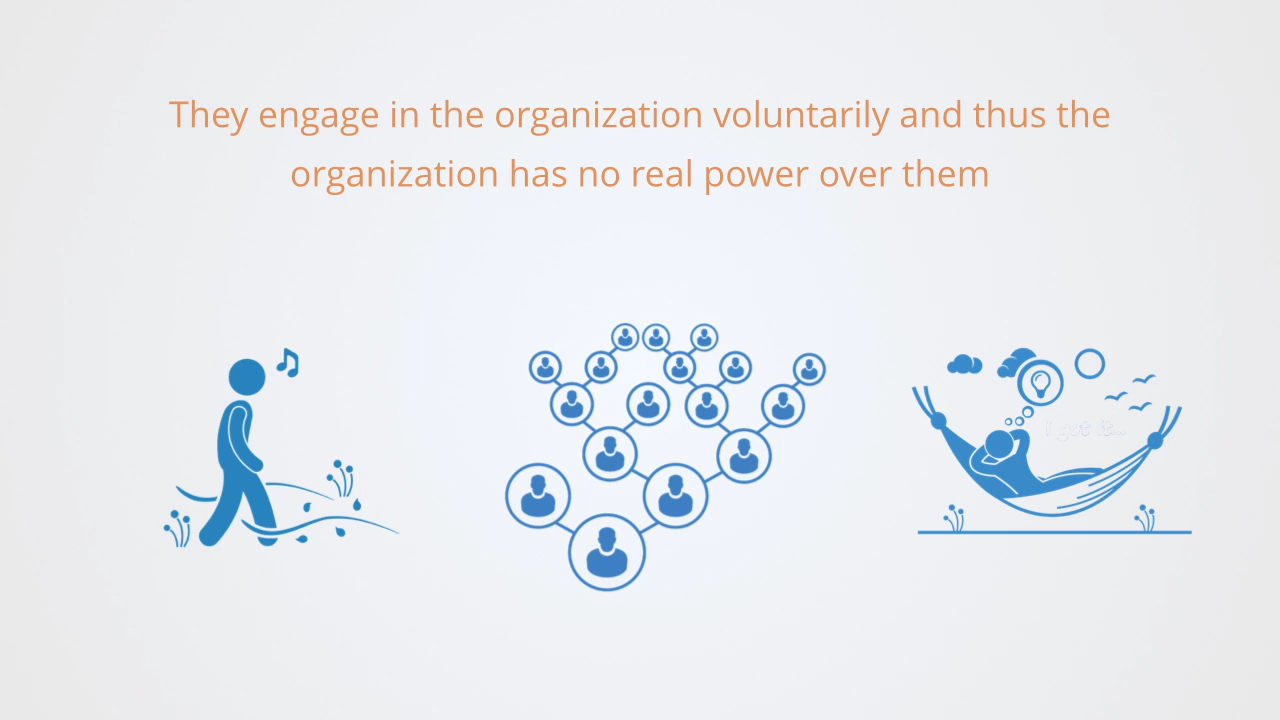 They engage in the organization voluntarily and thus the
organization has no real power over them